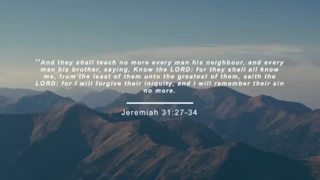 "And they shall teach no more every man his neighbour, and every
man his brother, saying, Know the LORD: for they shall all know
me, from the least of them unto the greatest of them, saith the
LORD: for I will forgive their iniquity, and I will remember their sin
no more.
Jeremiah 31:27-34